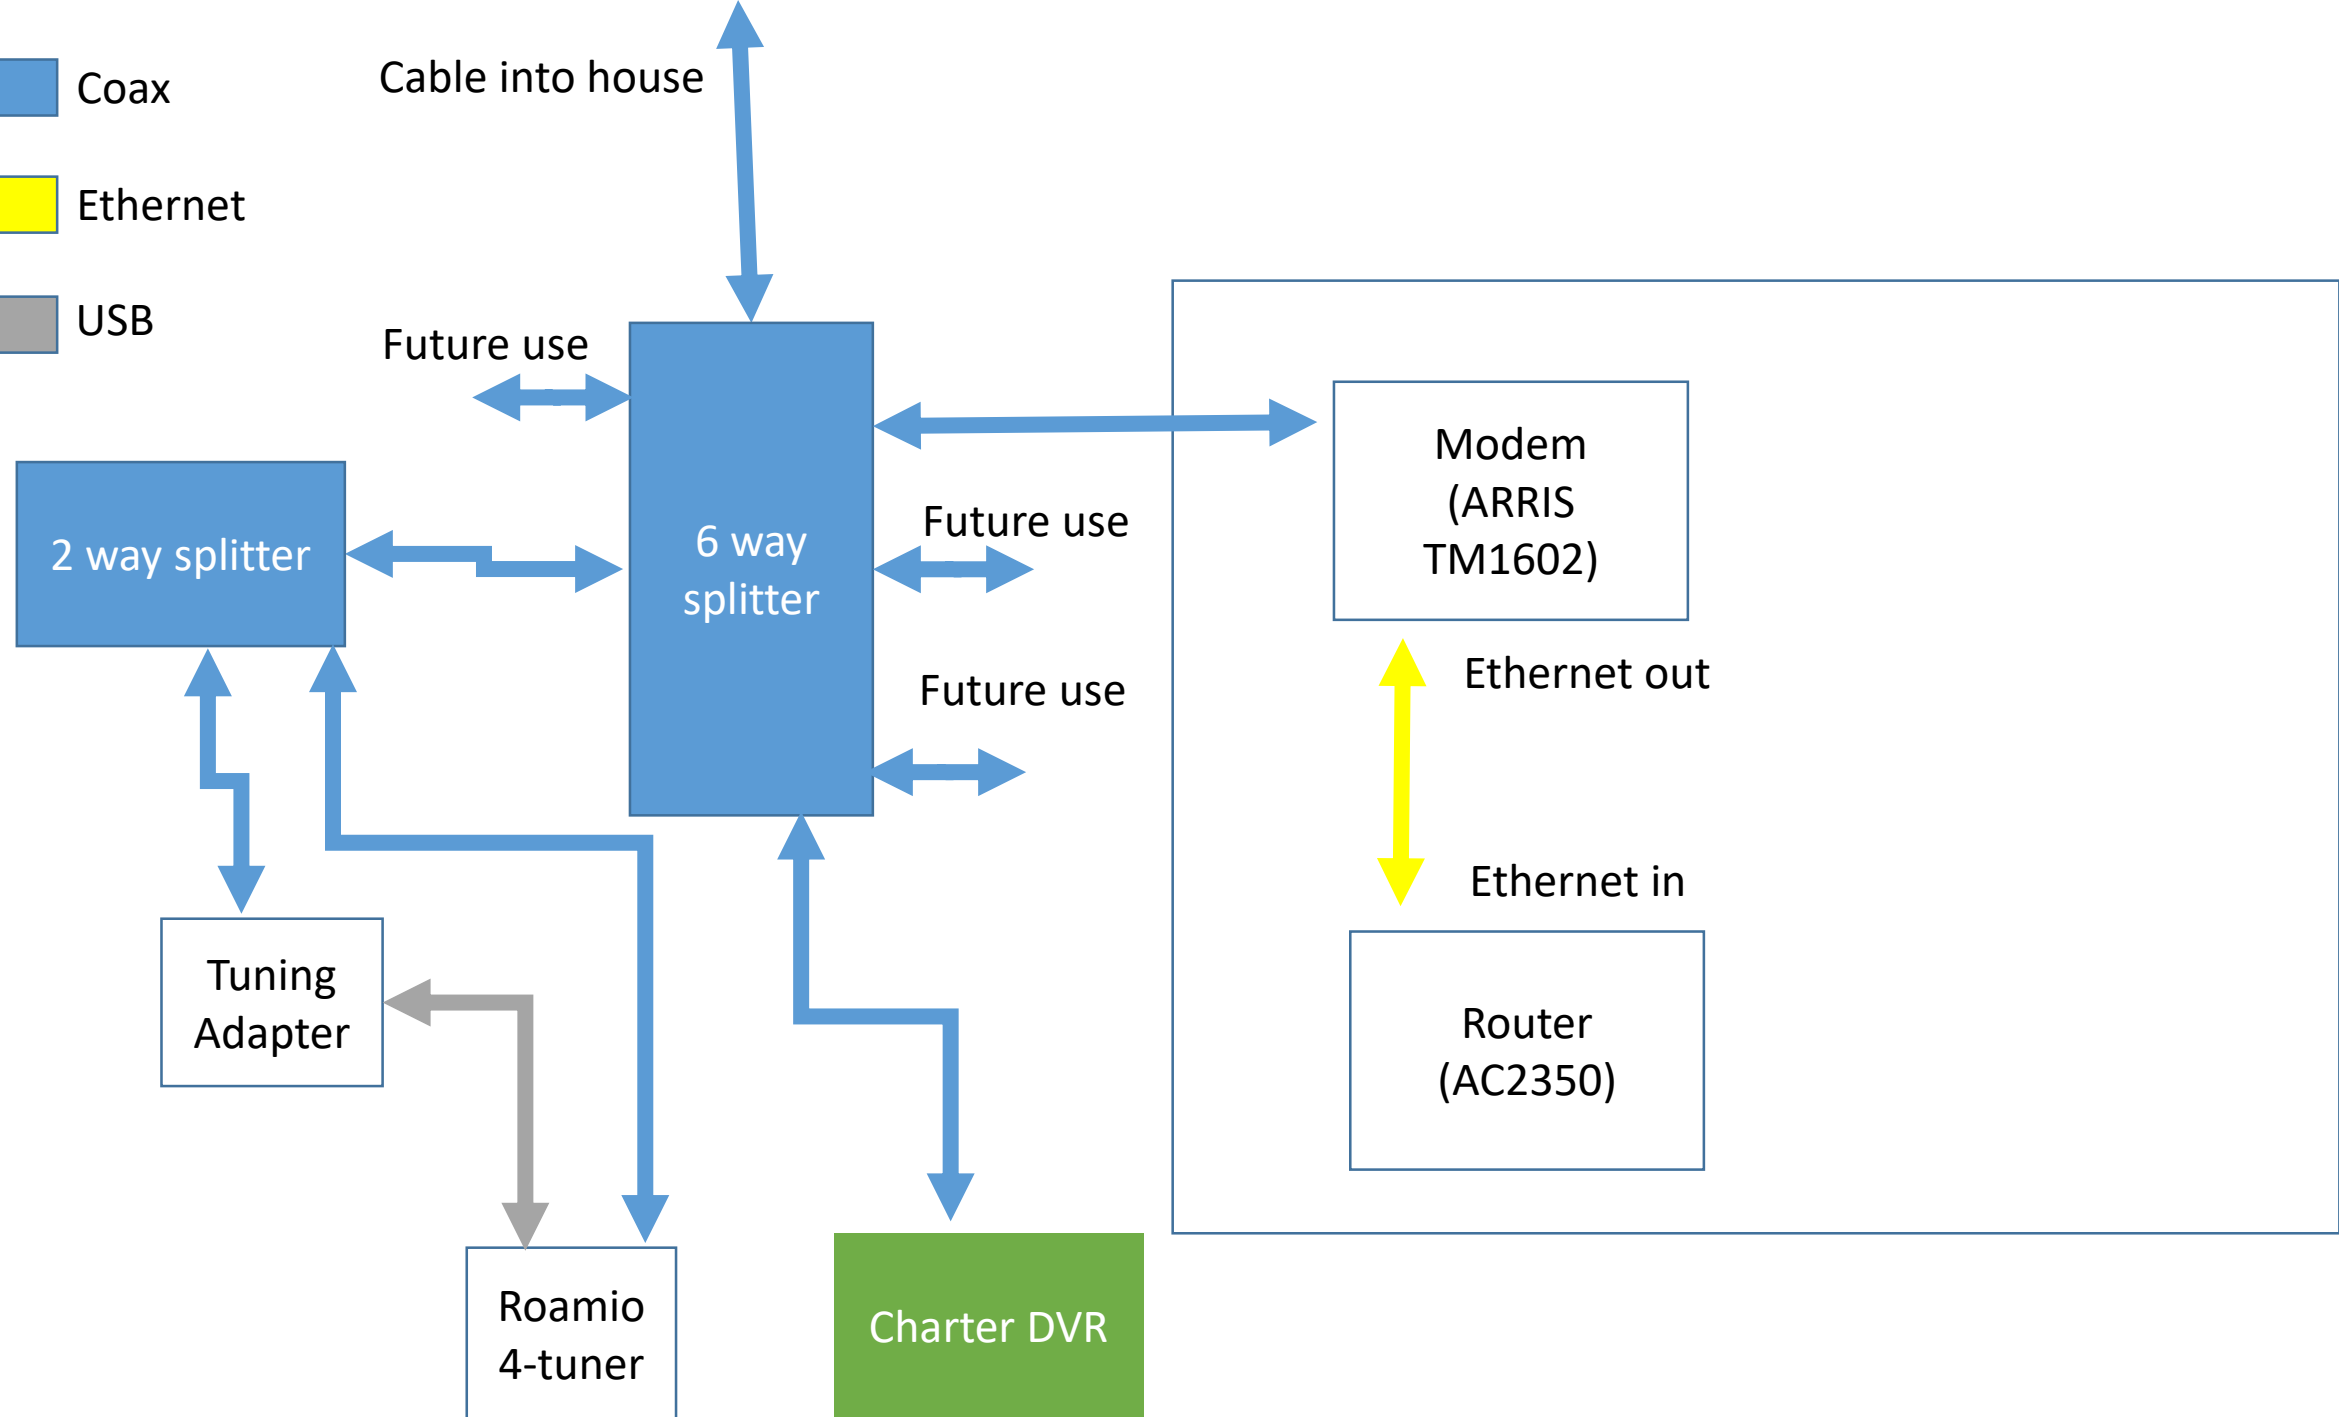 Coax
Cable into house
Ethernet
USB
Future use
Modem
(ARRIS
TM1602)
2 way splitter
6 way
splitter
Future use
Ethernet out
Future use
Ethernet in
Tuning
Adapter
Router
(AC2350)
Roamio
4-tuner
Charter DVR